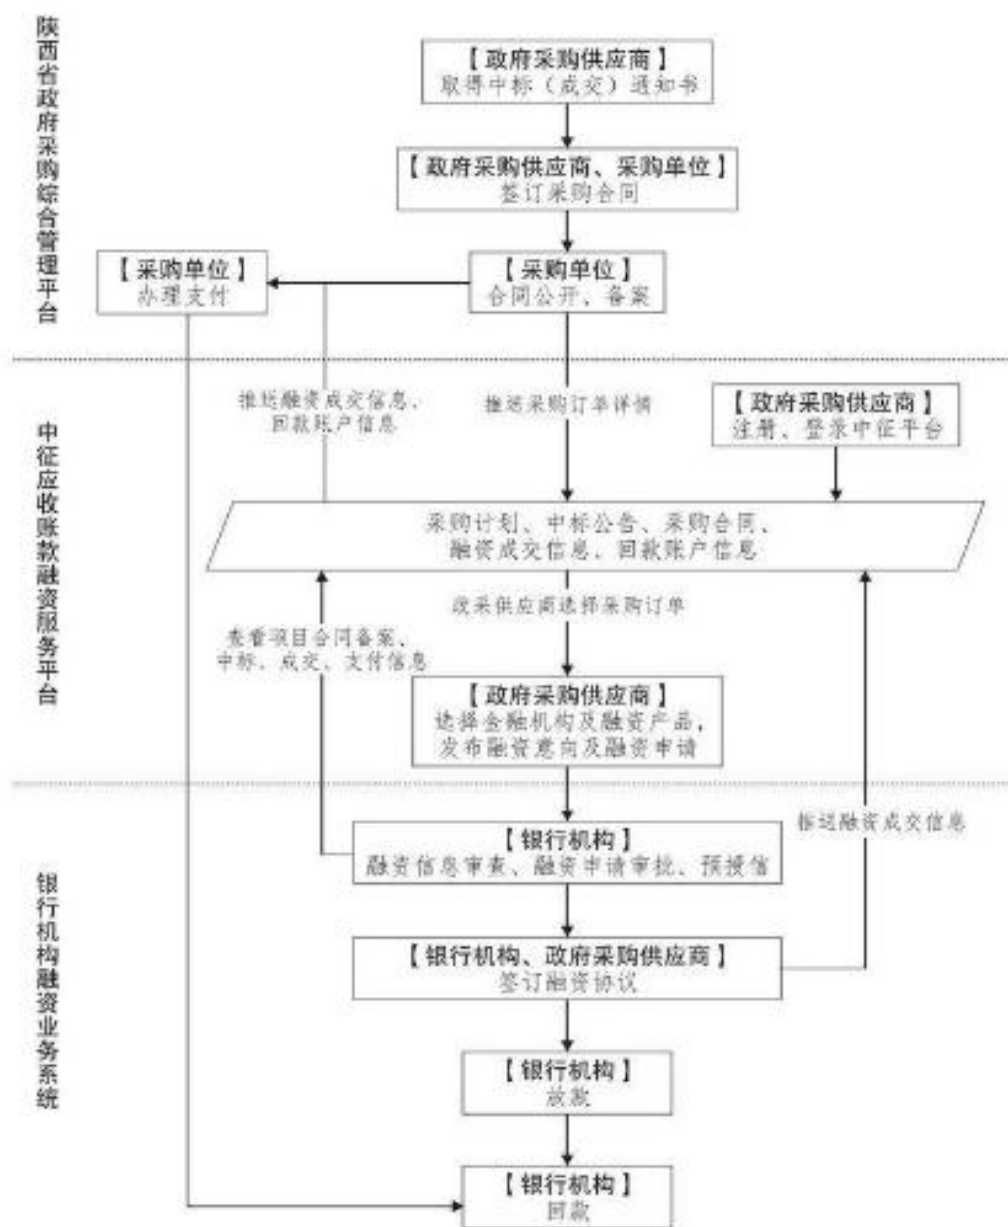 陕西省政府采购综合管理平台
【政府采购供应商】
取得中标（成交）通知书
【政府采购供应商、采购单位】
签订采购合同
【采购单位】
办理支付
【采购单位】
合同公开、备案
中征应收账款融资服务平台
推送融资成交信息、
回款账户信息
推送采购订单详情
【政府采购供应商】
注册、登录中征平台
采购计划、中标公告、采购合同、
融资成交信息、回款账户信息
政采供应商选择采购订单
查看项目合同备案、
中标、成交、支付信息
【政府采购供应商】
选择金融机构及融资产品，
发布融资意向及融资申请
银行机构融资业务系统
推送融资成交信息
【银行机构】
融资信息审查、融资申请审批、预授信
【银行机构、政府采购供应商】
签订融资协议
【银行机构】
放款
【银行机构】
回款